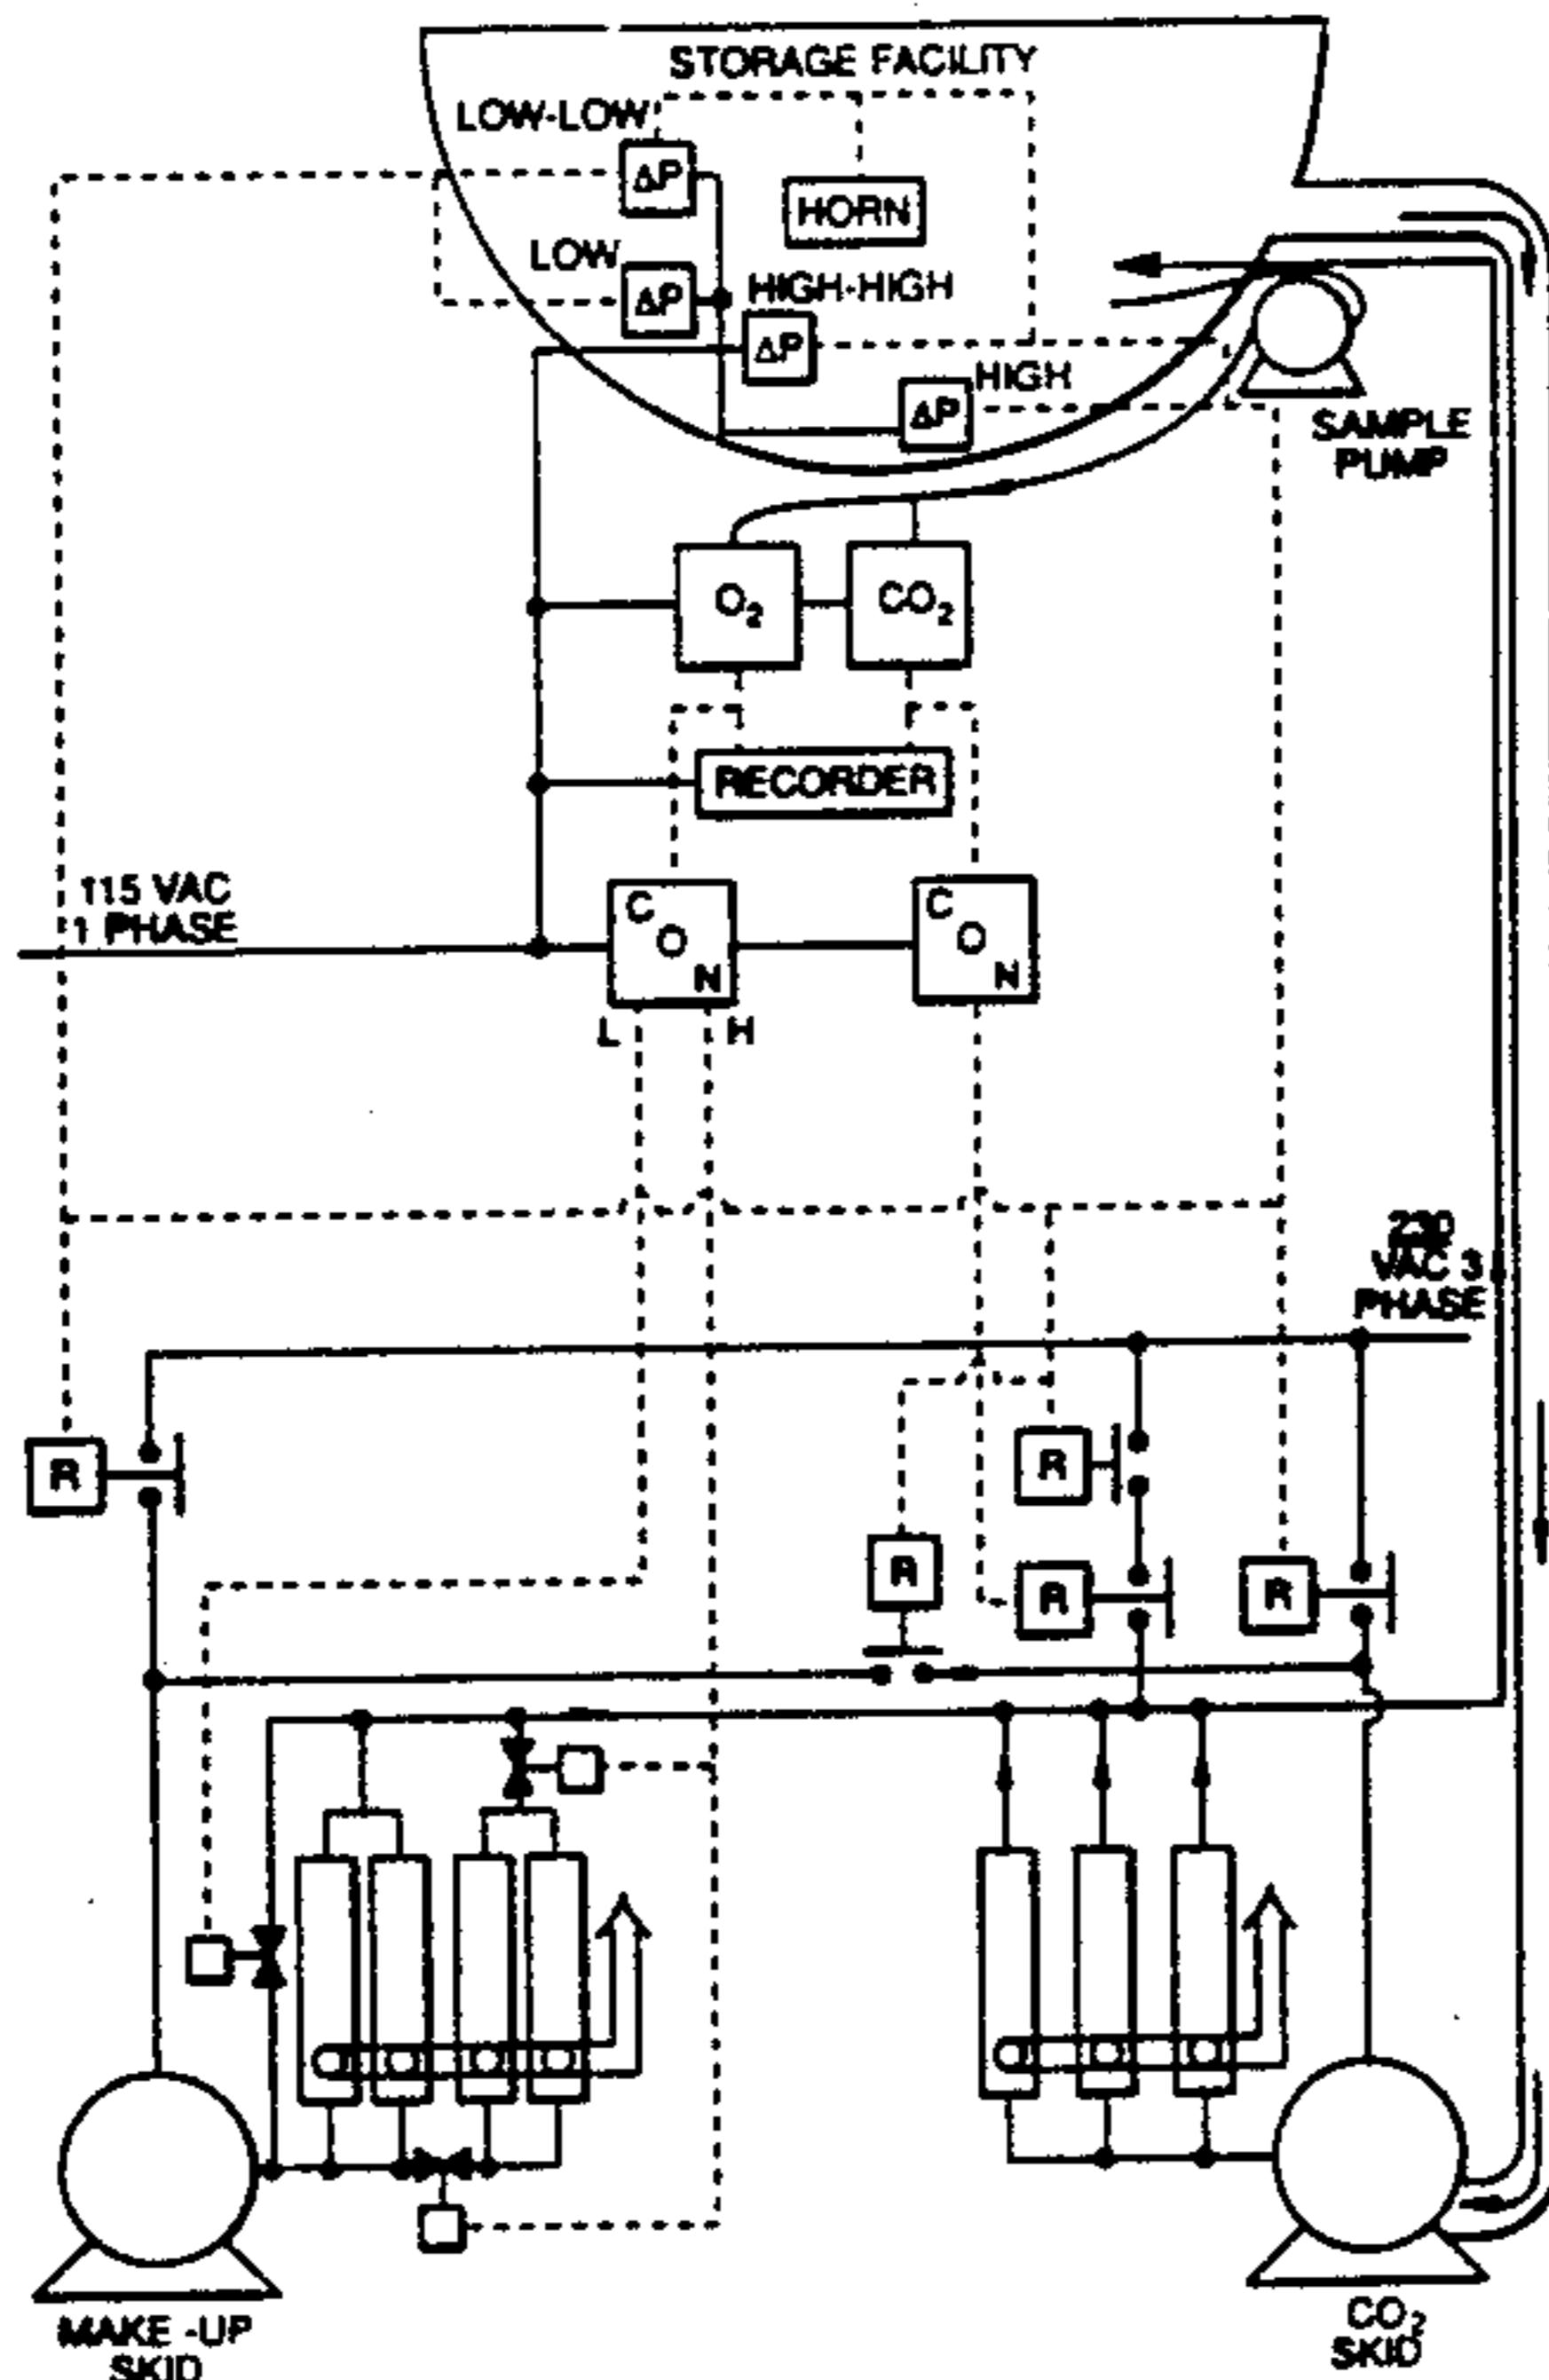 STORAGE FACILITY
LOW-LOW
ΔP
HORN
LOW
ΔP
HIGH-HIGH
ΔP
HIGH
ΔP
SAMPLE
PUMP
O₂
CO₂
RECORDER
115 VAC
1 PHASE
C
O
N
C
O
N
L
H
230
VAC 3
PHASE
R
R
R
R
R
MAKE-UP
SKID
CO₂
SKID